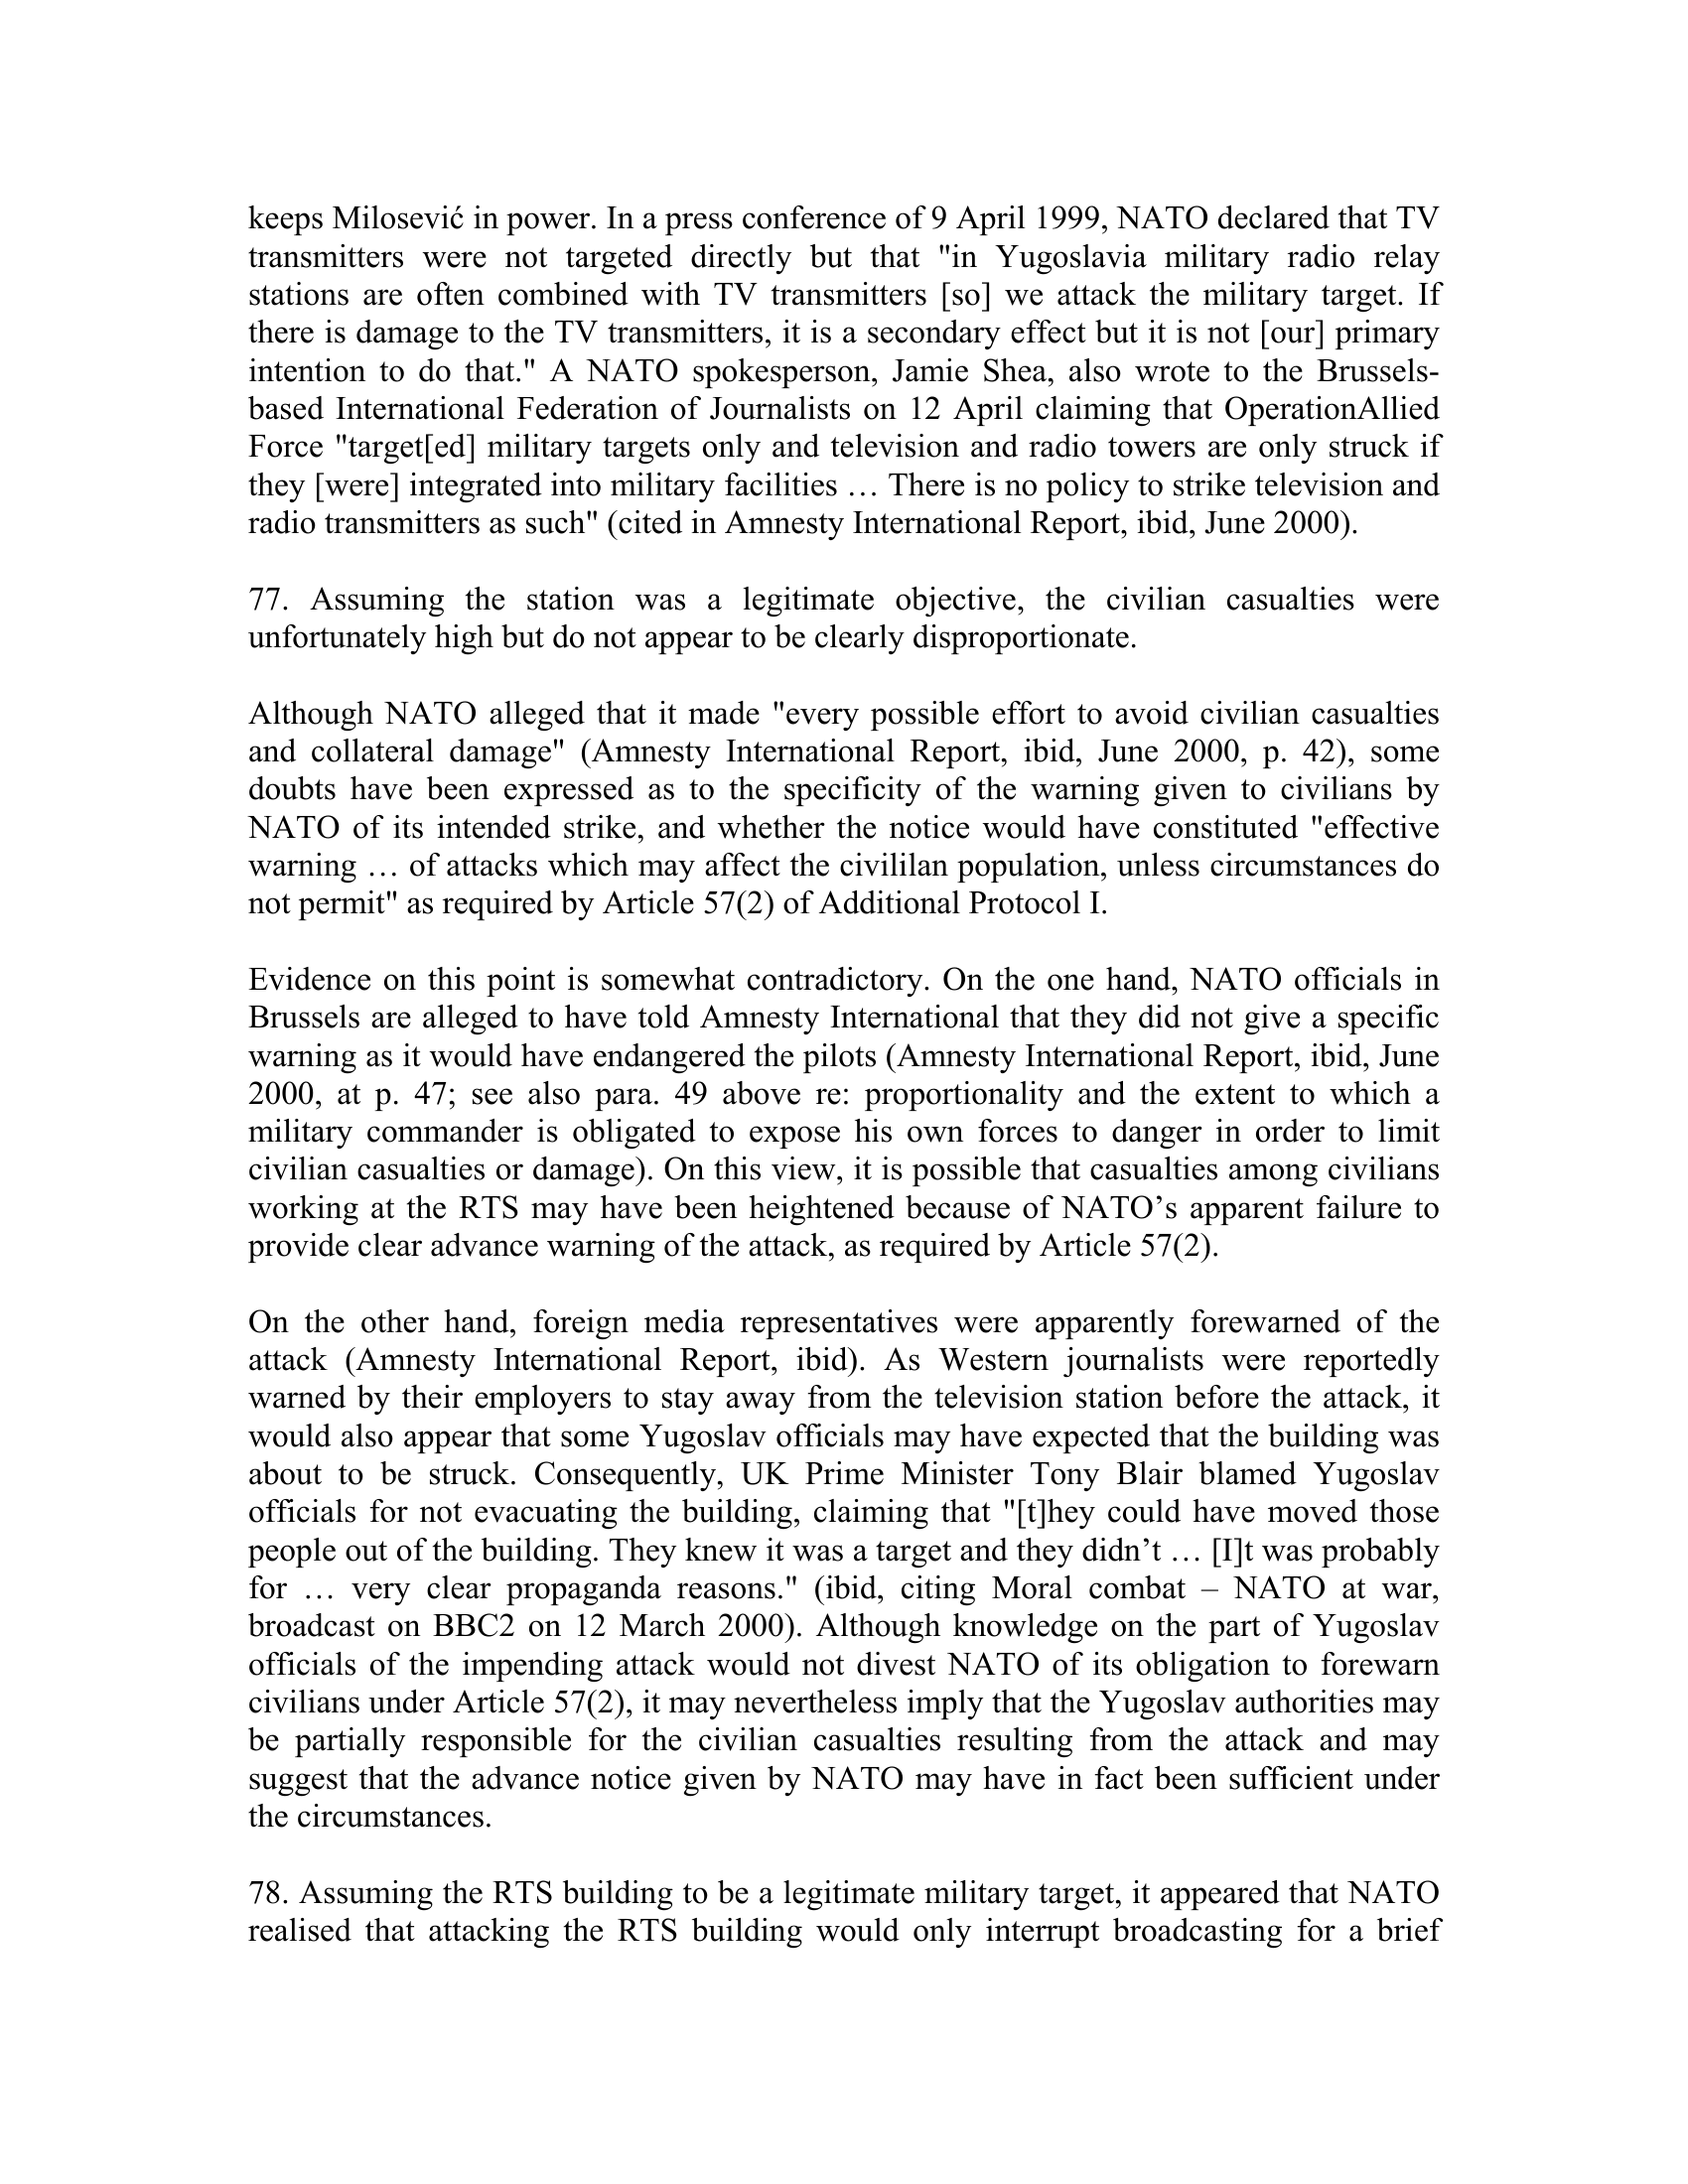 keeps Milosević in power. In a press conference of 9 April 1999, NATO declared that TV
transmitters were not targeted directly but that "in Yugoslavia military radio relay
stations are often combined with TV transmitters [so] we attack the military target. If
there is damage to the TV transmitters, it is a secondary effect but it is not [our] primary
intention to do that." A NATO spokesperson, Jamie Shea, also wrote to the Brussels-
based International Federation of Journalists on 12 April claiming that OperationAllied
Force "target[ed] military targets only and television and radio towers are only struck if
they [were] integrated into military facilities … There is no policy to strike television and
radio transmitters as such" (cited in Amnesty International Report, ibid, June 2000).
77. Assuming the station was a legitimate objective, the civilian casualties were
unfortunately high but do not appear to be clearly disproportionate.
Although NATO alleged that it made "every possible effort to avoid civilian casualties
and collateral damage" (Amnesty International Report, ibid, June 2000, p. 42), some
doubts have been expressed as to the specificity of the warning given to civilians by
NATO of its intended strike, and whether the notice would have constituted "effective
warning … of attacks which may affect the civililan population, unless circumstances do
not permit" as required by Article 57(2) of Additional Protocol I.
Evidence on this point is somewhat contradictory. On the one hand, NATO officials in
Brussels are alleged to have told Amnesty International that they did not give a specific
warning as it would have endangered the pilots (Amnesty International Report, ibid, June
2000, at p. 47; see also para. 49 above re: proportionality and the extent to which a
military commander is obligated to expose his own forces to danger in order to limit
civilian casualties or damage). On this view, it is possible that casualties among civilians
working at the RTS may have been heightened because of NATO’s apparent failure to
provide clear advance warning of the attack, as required by Article 57(2).
On the other hand, foreign media representatives were apparently forewarned of the
attack (Amnesty International Report, ibid). As Western journalists were reportedly
warned by their employers to stay away from the television station before the attack, it
would also appear that some Yugoslav officials may have expected that the building was
about to be struck. Consequently, UK Prime Minister Tony Blair blamed Yugoslav
officials for not evacuating the building, claiming that "[t]hey could have moved those
people out of the building. They knew it was a target and they didn’t … [I]t was probably
for … very clear propaganda reasons." (ibid, citing Moral combat – NATO at war,
broadcast on BBC2 on 12 March 2000). Although knowledge on the part of Yugoslav
officials of the impending attack would not divest NATO of its obligation to forewarn
civilians under Article 57(2), it may nevertheless imply that the Yugoslav authorities may
be partially responsible for the civilian casualties resulting from the attack and may
suggest that the advance notice given by NATO may have in fact been sufficient under
the circumstances.
78. Assuming the RTS building to be a legitimate military target, it appeared that NATO
realised that attacking the RTS building would only interrupt broadcasting for a brief